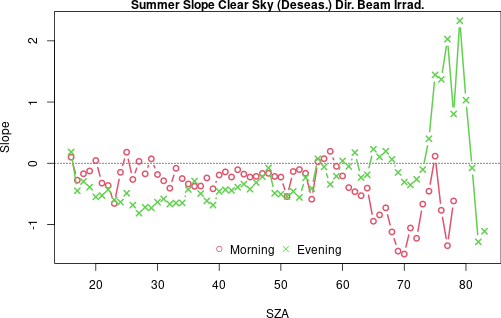 Summer Slope Clear Sky (Deseas.) Dir. Beam Irrad.
Slope
2
1
0
-1
Morning Evening
20 30 40 50 60 70 80
SZA